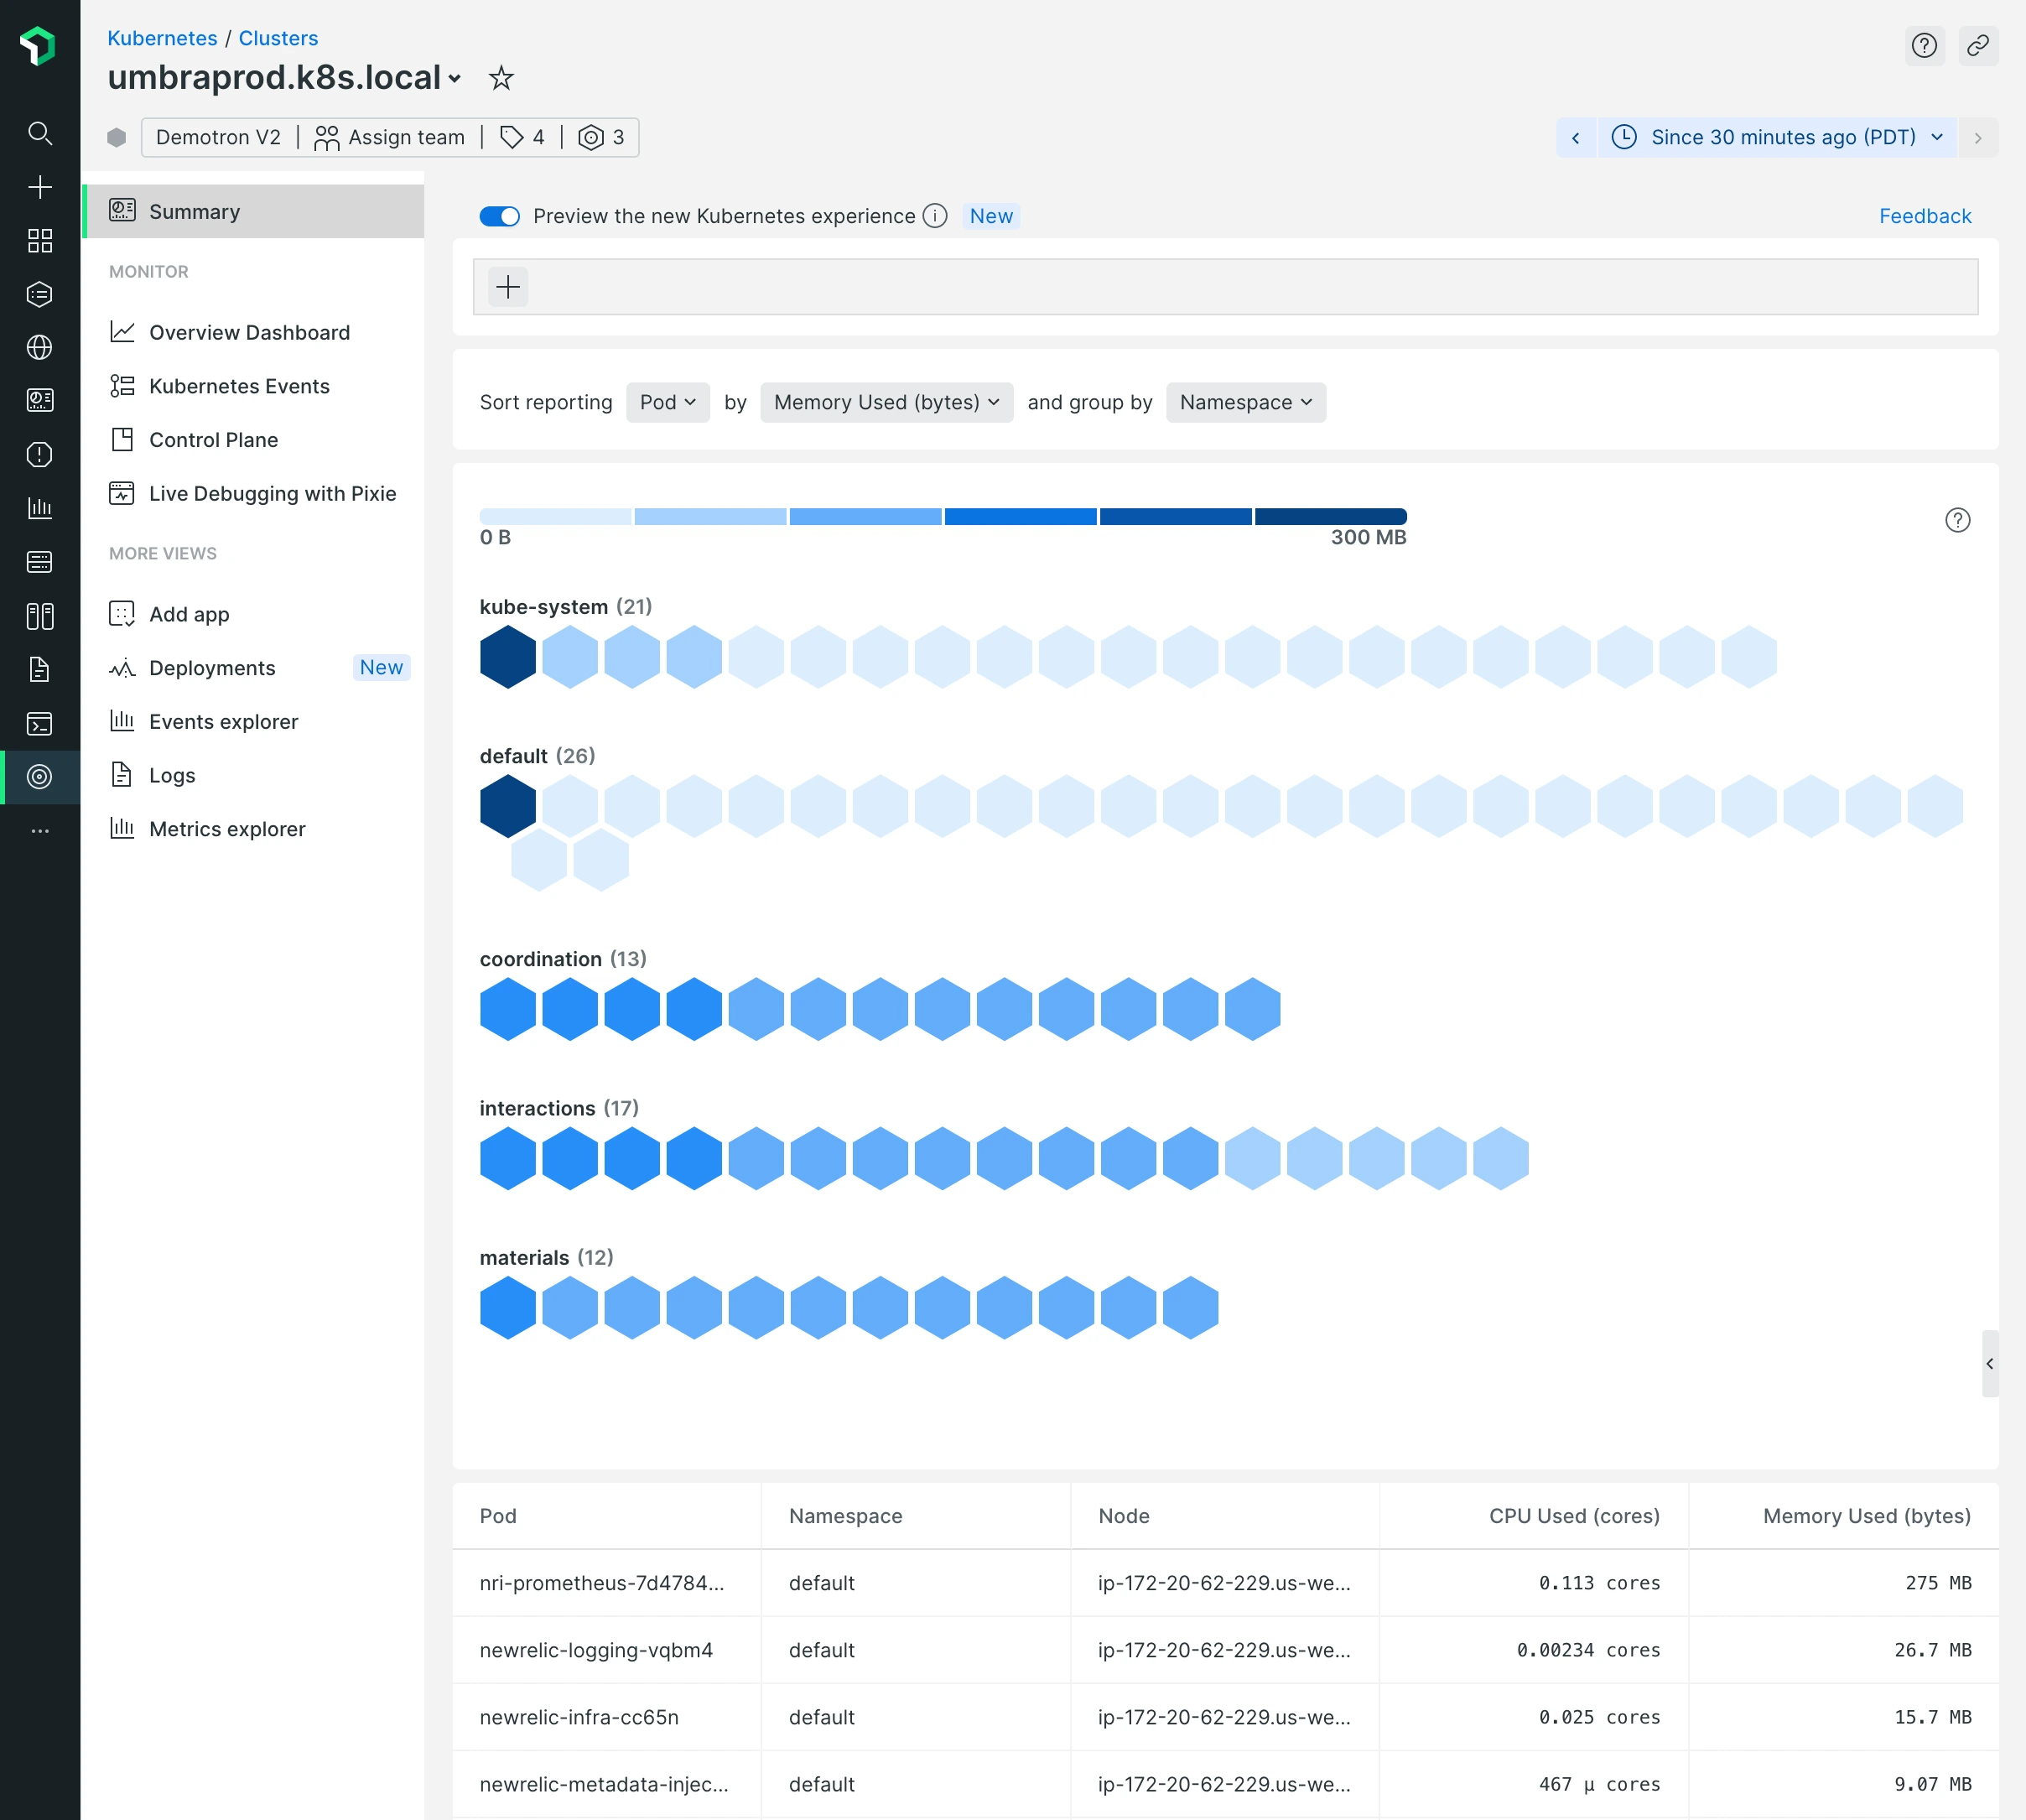 Kubernetes / Clusters
umbraprod.k8s.local
Demotron V2 | Assign team | 4 | 3
Since 30 minutes ago (PDT)
Summary
MONITOR
Overview Dashboard
Kubernetes Events
Control Plane
Live Debugging with Pixie
MORE VIEWS
Add app
Deployments New
Events explorer
Logs
Metrics explorer
Preview the new Kubernetes experience New Feedback
Sort reporting Pod by Memory Used (bytes) and group by Namespace
0 B 300 MB
kube-system (21)
default (26)
coordination (13)
interactions (17)
materials (12)
Pod Namespace Node CPU Used (cores) Memory Used (bytes)
nri-prometheus-7d4784... default ip-172-20-62-229.us-we... 0.113 cores 275 MB
newrelic-logging-vqbm4 default ip-172-20-62-229.us-we... 0.00234 cores 26.7 MB
newrelic-infra-cc65n default ip-172-20-62-229.us-we... 0.025 cores 15.7 MB
newrelic-metadata-injec... default ip-172-20-62-229.us-we... 467 µ cores 9.07 MB